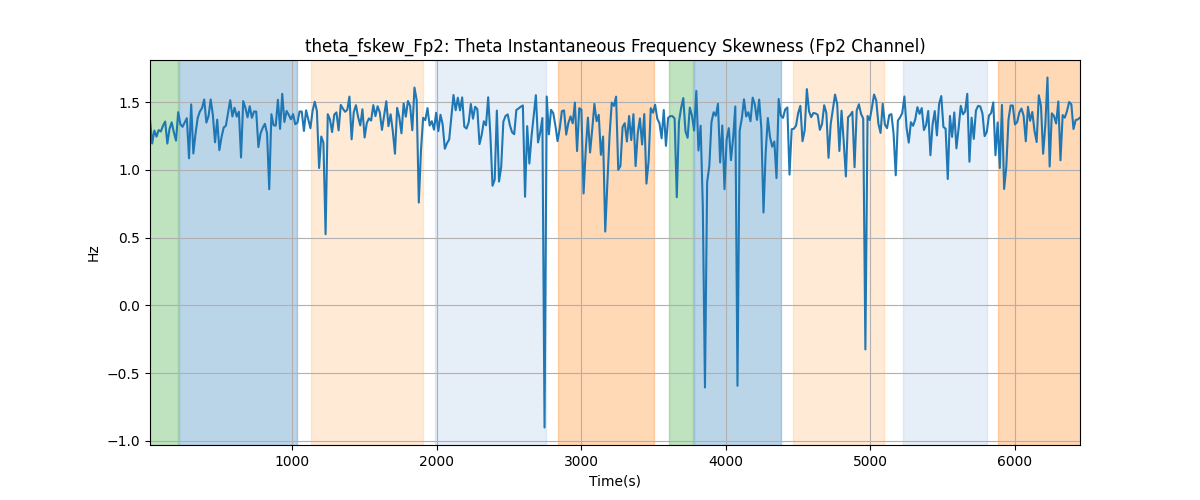 theta_fskew_Fp2: Theta Instantaneous Frequency Skewness (Fp2 Channel)
1.5
1.0
0.5
0.0
−0.5
−1.0
Hz
1000 2000 3000 4000 5000 6000
Time(s)